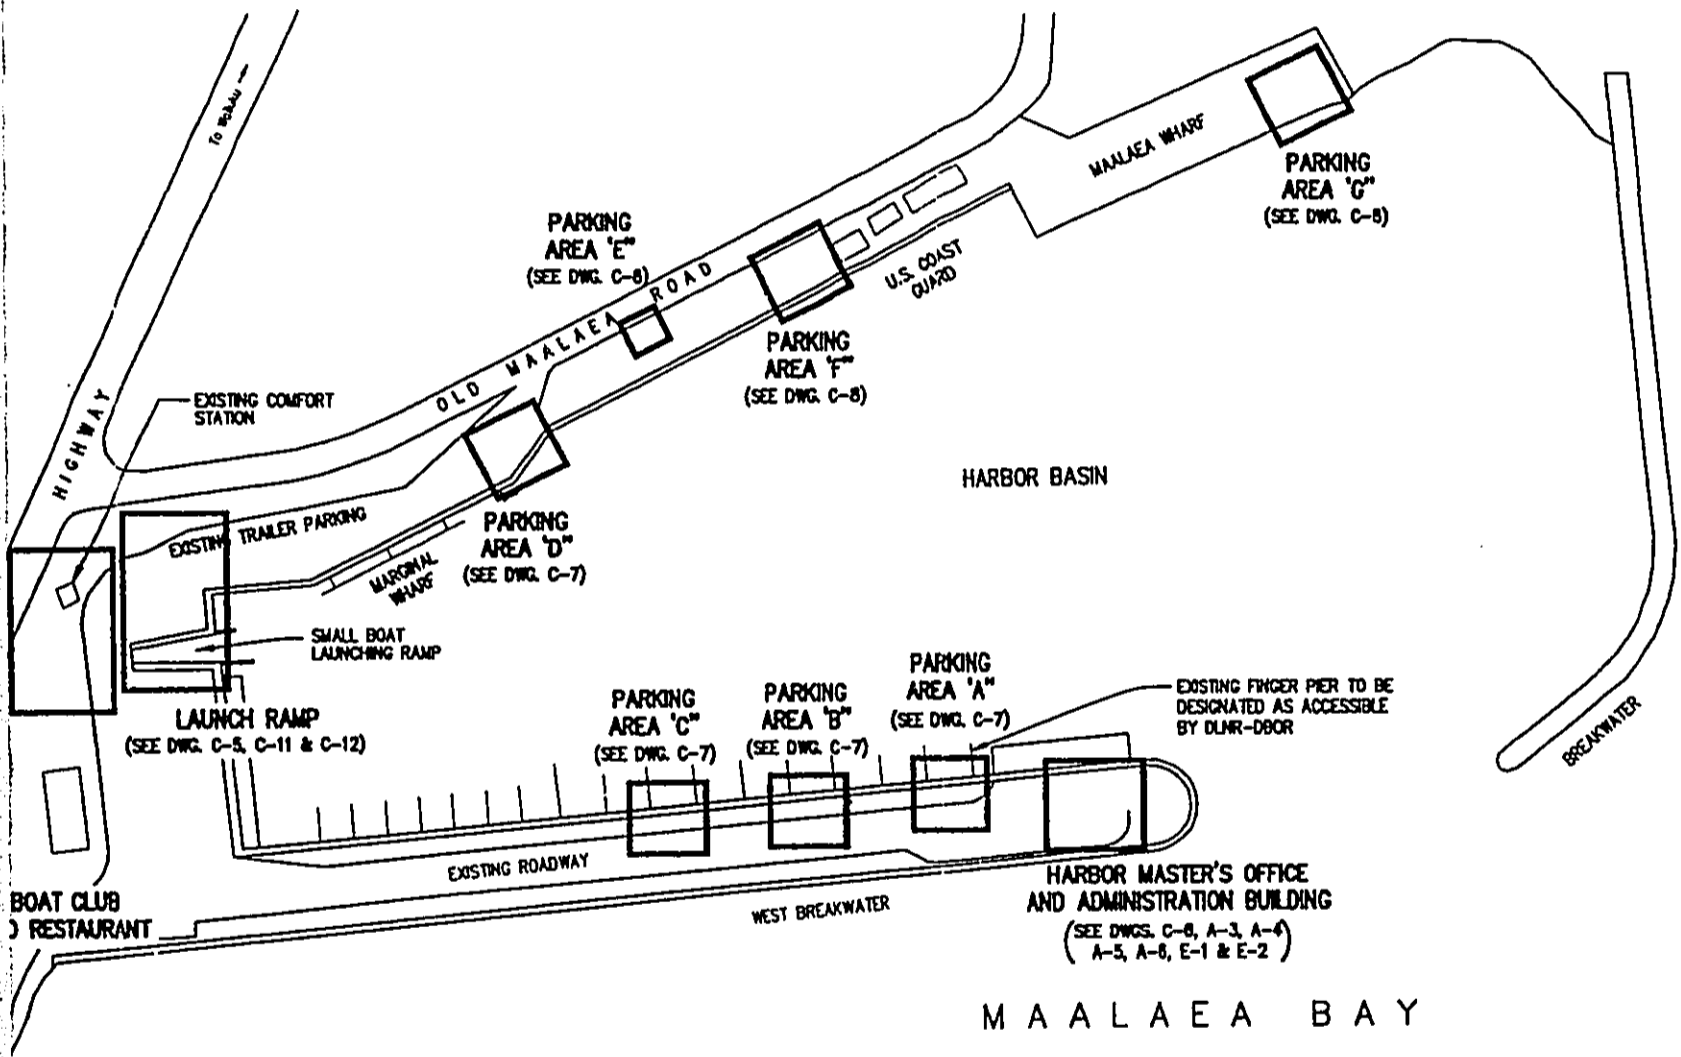 To Wailuku
HIGHWAY
EXISTING COMFORT
STATION
OLD MAALAEA ROAD
PARKING
AREA 'E"
(SEE DWG. C-8)
MAALAEA WHARF
PARKING
AREA 'G"
(SEE DWG. C-8)
U.S. COAST
GUARD
PARKING
AREA 'F"
(SEE DWG. C-8)
EXISTING TRAILER PARKING
PARKING
AREA 'D"
(SEE DWG. C-7)
MARGINAL
WHARF
HARBOR BASIN
SMALL BOAT
LAUNCHING RAMP
LAUNCH RAMP
(SEE DWG. C-5, C-11 & C-12)
PARKING
AREA 'C"
(SEE DWG. C-7)
PARKING
AREA 'B"
(SEE DWG. C-7)
PARKING
AREA 'A"
(SEE DWG. C-7)
EXISTING FINGER PIER TO BE
DESIGNATED AS ACCESSIBLE
BY DLNR-DBOR
BREAKWATER
EXISTING ROADWAY
WEST BREAKWATER
BOAT CLUB
RESTAURANT
HARBOR MASTER'S OFFICE
AND ADMINISTRATION BUILDING
(SEE DWGS. C-6, A-3, A-4
A-5, A-6, E-1 & E-2)
MAALAEA BAY